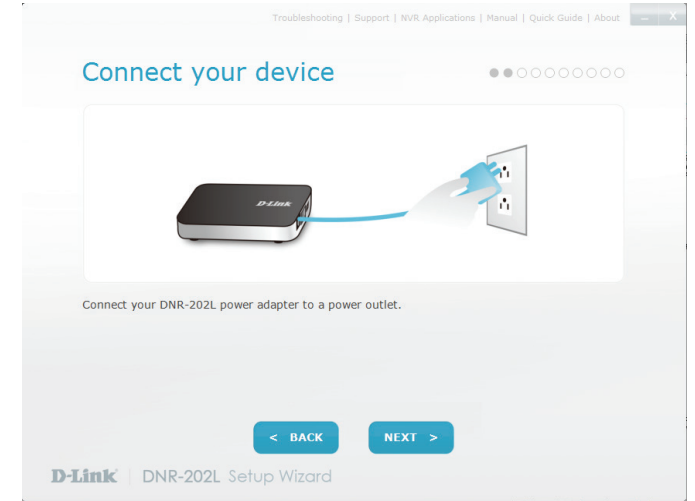 Troubleshooting | Support | NVR Applications | Manual | Quick Guide | About
Connect your device
D-Link
Connect your DNR-202L power adapter to a power outlet.
< BACK NEXT >
D-Link DNR-202L Setup Wizard